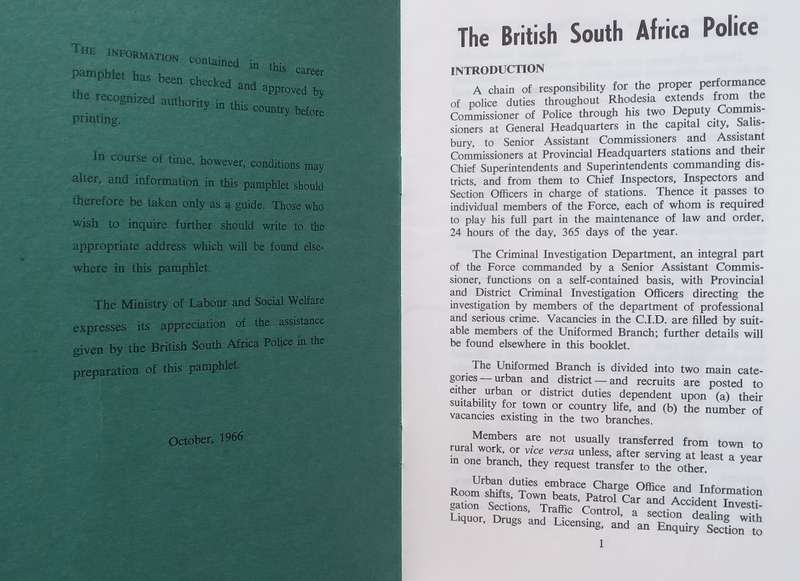 THE INFORMATION contained in this career
pamphlet has been checked and approved by
the recognized authority in this country before
printing.
In course of time, however, conditions may
alter, and information in this pamphlet should
therefore be taken only as a guide. Those who
wish to inquire further should write to the
appropriate address which will be found else-
where in this pamphlet.
The Ministry of Labour and Social Welfare
expresses its appreciation of the assistance
given by the British South Africa Police in the
preparation of this pamphlet.
October, 1966
The British South Africa Police
INTRODUCTION
A chain of responsibility for the proper performance
of police duties throughout Rhodesia extends from the
Commissioner of Police through his two Deputy Commis-
sioners at General Headquarters in the capital city, Salis-
bury, to Senior Assistant Commissioners and Assistant
Commissioners at Provincial Headquarters stations and their
Chief Superintendents and Superintendents commanding dis-
tricts, and from them to Chief Inspectors, Inspectors and
Section Officers in charge of stations. Thence it passes to
individual members of the Force, each of whom is required
to play his full part in the maintenance of law and order,
24 hours of the day, 365 days of the year.
The Criminal Investigation Department, an integral part
of the Force commanded by a Senior Assistant Commis-
sioner, functions on a self-contained basis, with Provincial
and District Criminal Investigation Officers directing the
investigation by members of the department of professional
and serious crime. Vacancies in the C.I.D. are filled by suit-
able members of the Uniformed Branch; further details will
be found elsewhere in this booklet.
The Uniformed Branch is divided into two main cate-
gories — urban and district — and recruits are posted to
either urban or district duties dependent upon (a) their
suitability for town or country life, and (b) the number of
vacancies existing in the two branches.
Members are not usually transferred from town to
rural work, or vice versa unless, after serving at least a year
in one branch, they request transfer to the other.
Urban duties embrace Charge Office and Information
Room shifts, Town beats, Patrol Car and Accident Investi-
gation Sections, Traffic Control, a section dealing with
Liquor, Drugs and Licensing, and an Enquiry Section to
1